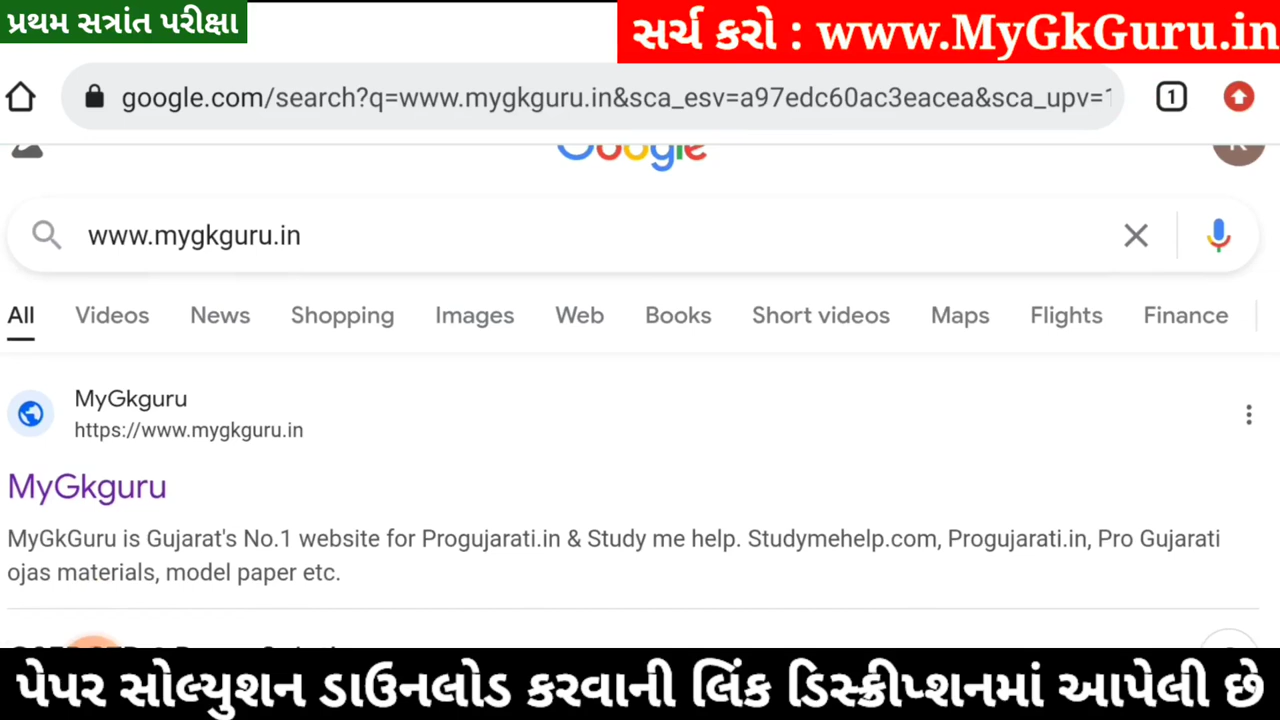 પ્રથમ સત્રાંત પરીક્ષા
સર્ચ કરો : www.MyGkGuru.in
google.com/search?q=www.mygkguru.in&sca_esv=a97edc60ac3eacea&sca_upv=1
1
Google
www.mygkguru.in
All Videos News Shopping Images Web Books Short videos Maps Flights Finance
MyGkguru
https://www.mygkguru.in
MyGkguru
MyGkGuru is Gujarat's No.1 website for Progujarati.in & Study me help. Studymehelp.com, Progujarati.in, Pro Gujarati
ojas materials, model paper etc.
પેપર સોલ્યુશન ડાઉનલોડ કરવાની લિંક ડિસ્ક્રીપ્શનમાં આપેલી છે